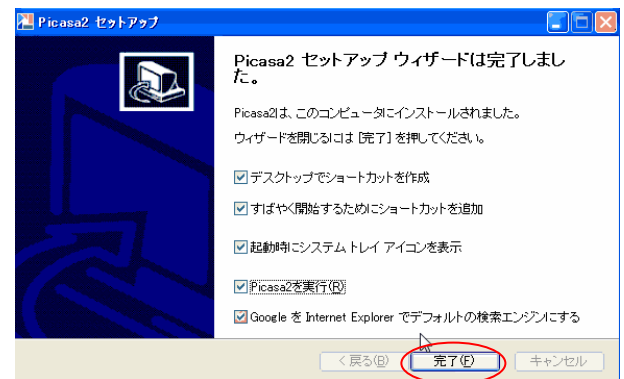 Picasa2 セットアップ
Picasa2 セットアップ ウィザードは完了しまし
た。
Picasa2は、このコンピュータにインストールされました。
ウィザードを閉じるには [完了] を押してください。
デスクトップでショートカットを作成
すばやく開始するためにショートカットを追加
起動時にシステムトレイ アイコンを表示
Picasa2を実行(R)
Google を Internet Explorer でデフォルトの検索エンジンにする
< 戻る(B) 完了(F) キャンセル